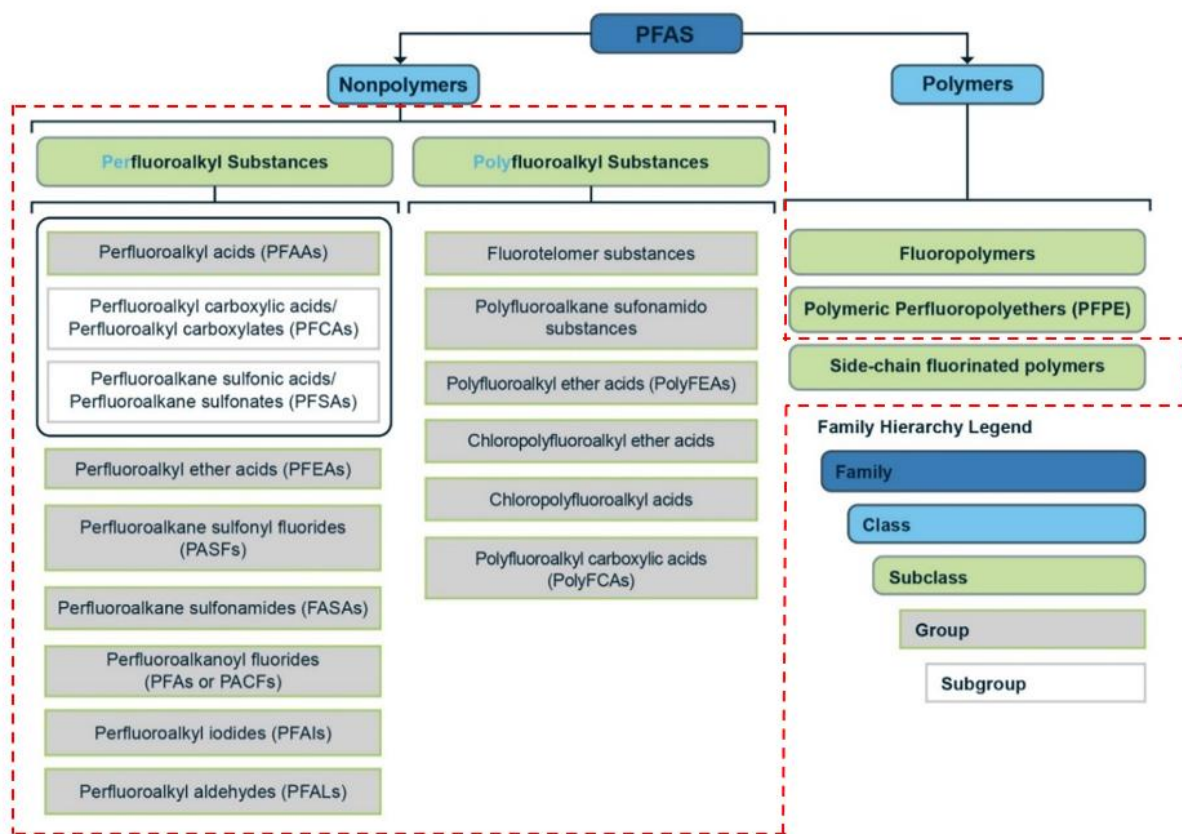 PFAS
Nonpolymers
Polymers
Perfluoroalkyl Substances
Polyfluoroalkyl Substances
Perfluoroalkyl acids (PFAAs)
Perfluoroalkyl carboxylic acids/
Perfluoroalkyl carboxylates (PFCAs)
Perfluoroalkane sulfonic acids/
Perfluoroalkane sulfonates (PFSAs)
Perfluoroalkyl ether acids (PFEAs)
Perfluoroalkane sulfonyl fluorides
(PASFs)
Perfluoroalkane sulfonamides (FASAs)
Perfluoroalkanoyl fluorides
(PFAs or PACFs)
Perfluoroalkyl iodides (PFAIs)
Perfluoroalkyl aldehydes (PFALs)
Fluorotelomer substances
Polyfluoroalkane sufonamido
substances
Polyfluoroalkyl ether acids (PolyFEAs)
Chloropolyfluoroalkyl ether acids
Chloropolyfluoroalkyl acids
Polyfluoroalkyl carboxylic acids
(PolyFCAs)
Fluoropolymers
Polymeric Perfluoropolyethers (PFPE)
Side-chain fluorinated polymers
Family Hierarchy Legend
Family
Class
Subclass
Group
Subgroup